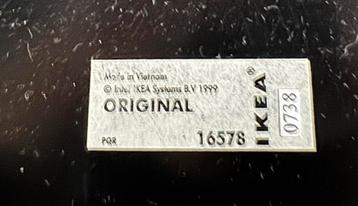 Made in Vietnam
© Inter IKEA Systems B.V 1999
ORIGINAL
PQR 16578
IKEA®
0738